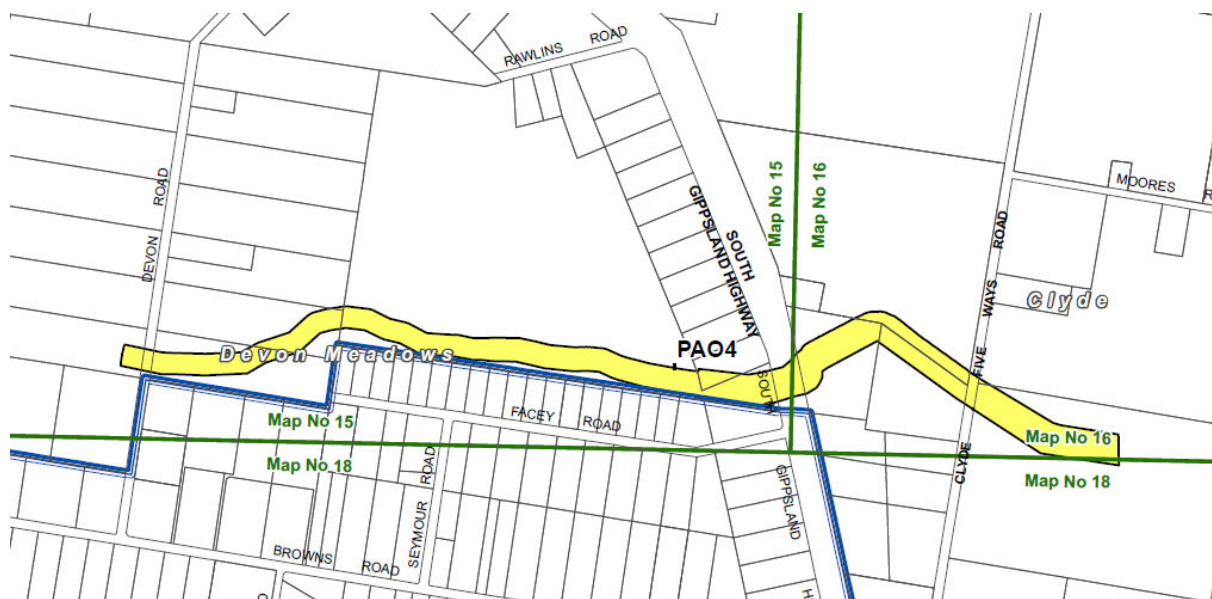 RAWLINS ROAD
Map No 15
Map No 16
MOORES
R
DEVON ROAD
SOUTH
GIPPSLAND HIGHWAY
CLYDE FIVE WAYS ROAD
Clyde
PAO4
Devon Meadows
SOUTH
FACEY ROAD
Map No 15
Map No 18
Map No 16
Map No 18
SEYMOUR ROAD
GIPPSLAND
H
BROWNS ROAD